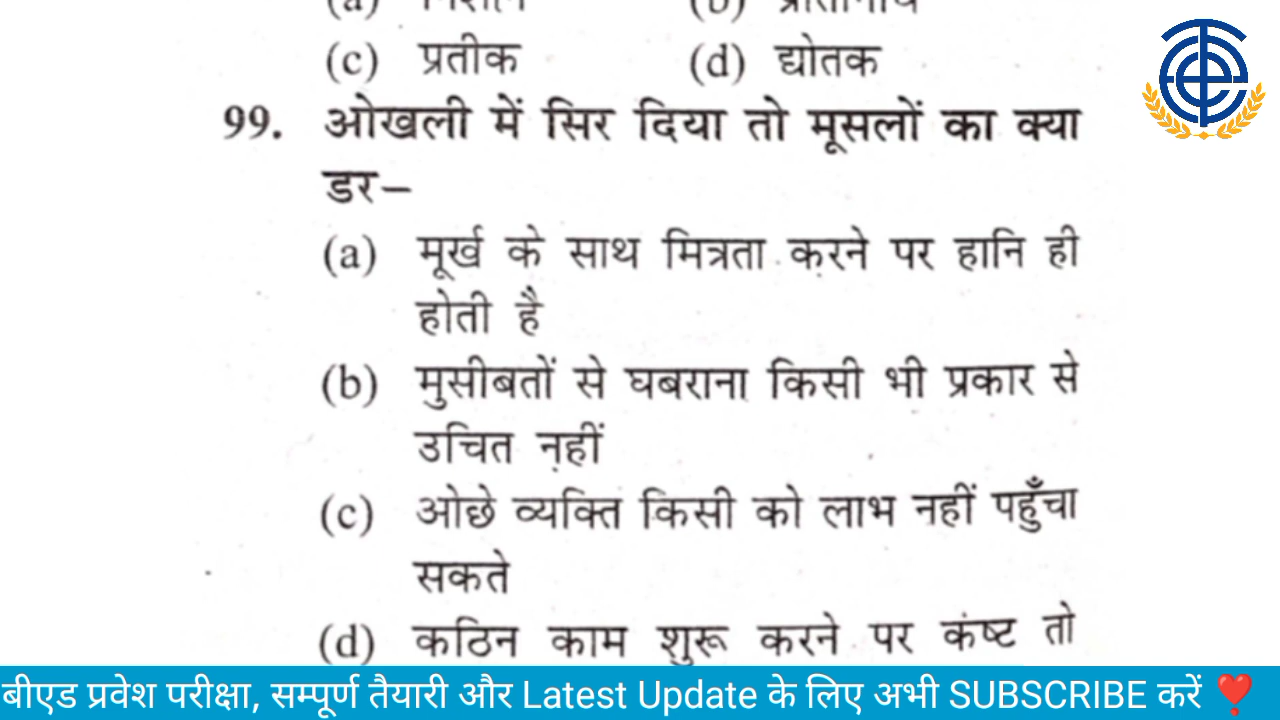 (c) प्रतीक (d) द्योतक
99. ओखली में सिर दिया तो मूसलों का क्या
डर–
(a) मूर्ख के साथ मित्रता करने पर हानि ही
होती है
(b) मुसीबतों से घबराना किसी भी प्रकार से
उचित नहीं
(c) ओछे व्यक्ति किसी को लाभ नहीं पहुँचा
सकते
(d) कठिन काम शुरू करने पर कष्ट तो
बीएड प्रवेश परीक्षा, सम्पूर्ण तैयारी और Latest Update के लिए अभी SUBSCRIBE करें